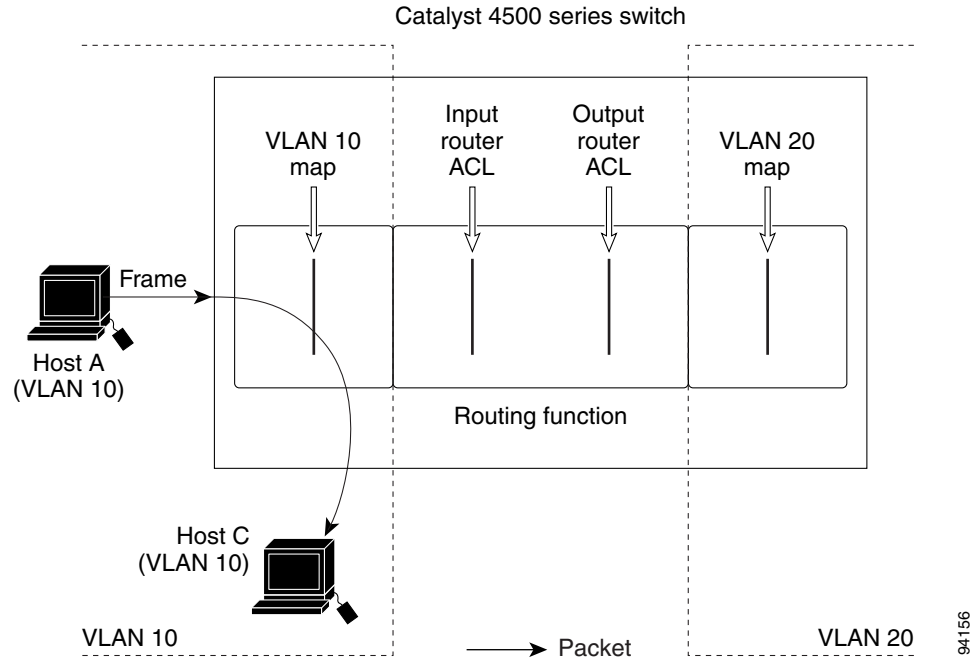 Catalyst 4500 series switch
VLAN 10
map
Input
router
ACL
Output
router
ACL
VLAN 20
map
Frame
Host A
(VLAN 10)
Routing function
Host C
(VLAN 10)
VLAN 10
Packet
VLAN 20
94156